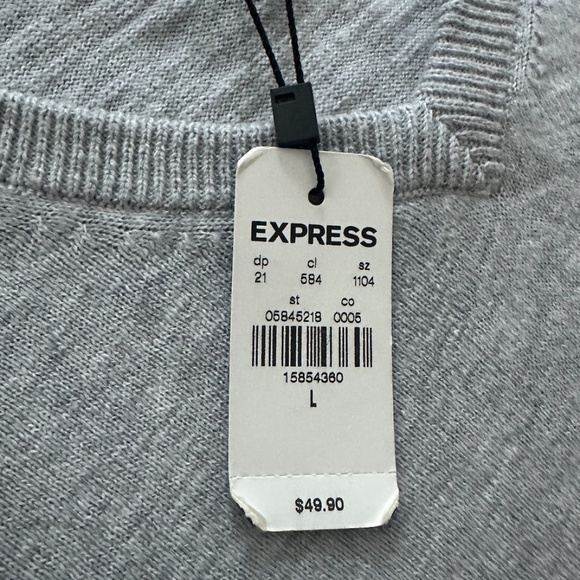 EXPRESS
dp cl sz
21 584 1104
st co
05845218 0005
15854360
L
$49.90